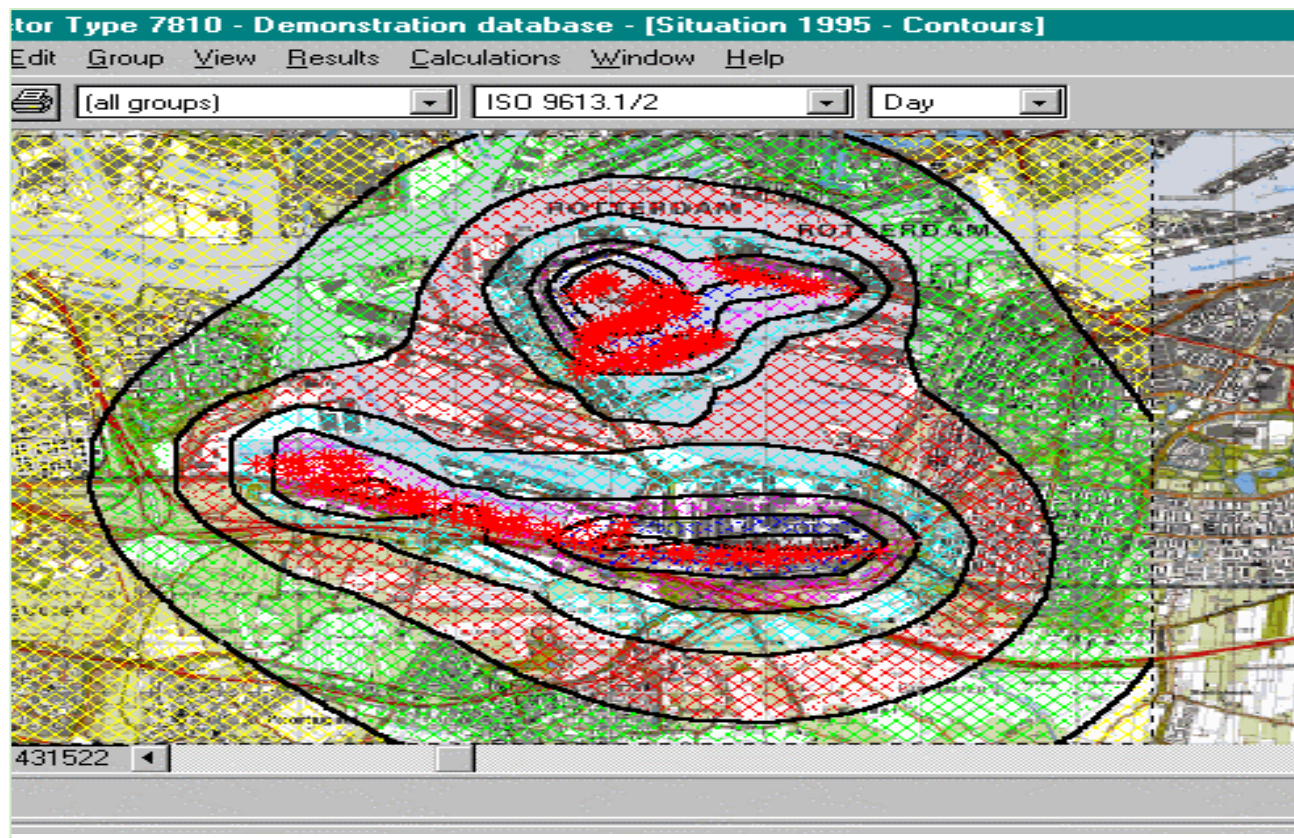 tor Type 7810 - Demonstration database - [Situation 1995 - Contours]
Edit Group View Results Calculations Window Help
(all groups) ISO 9613.1/2 Day
ROTTERDAM
ROTTERDAM
MAAS
431522